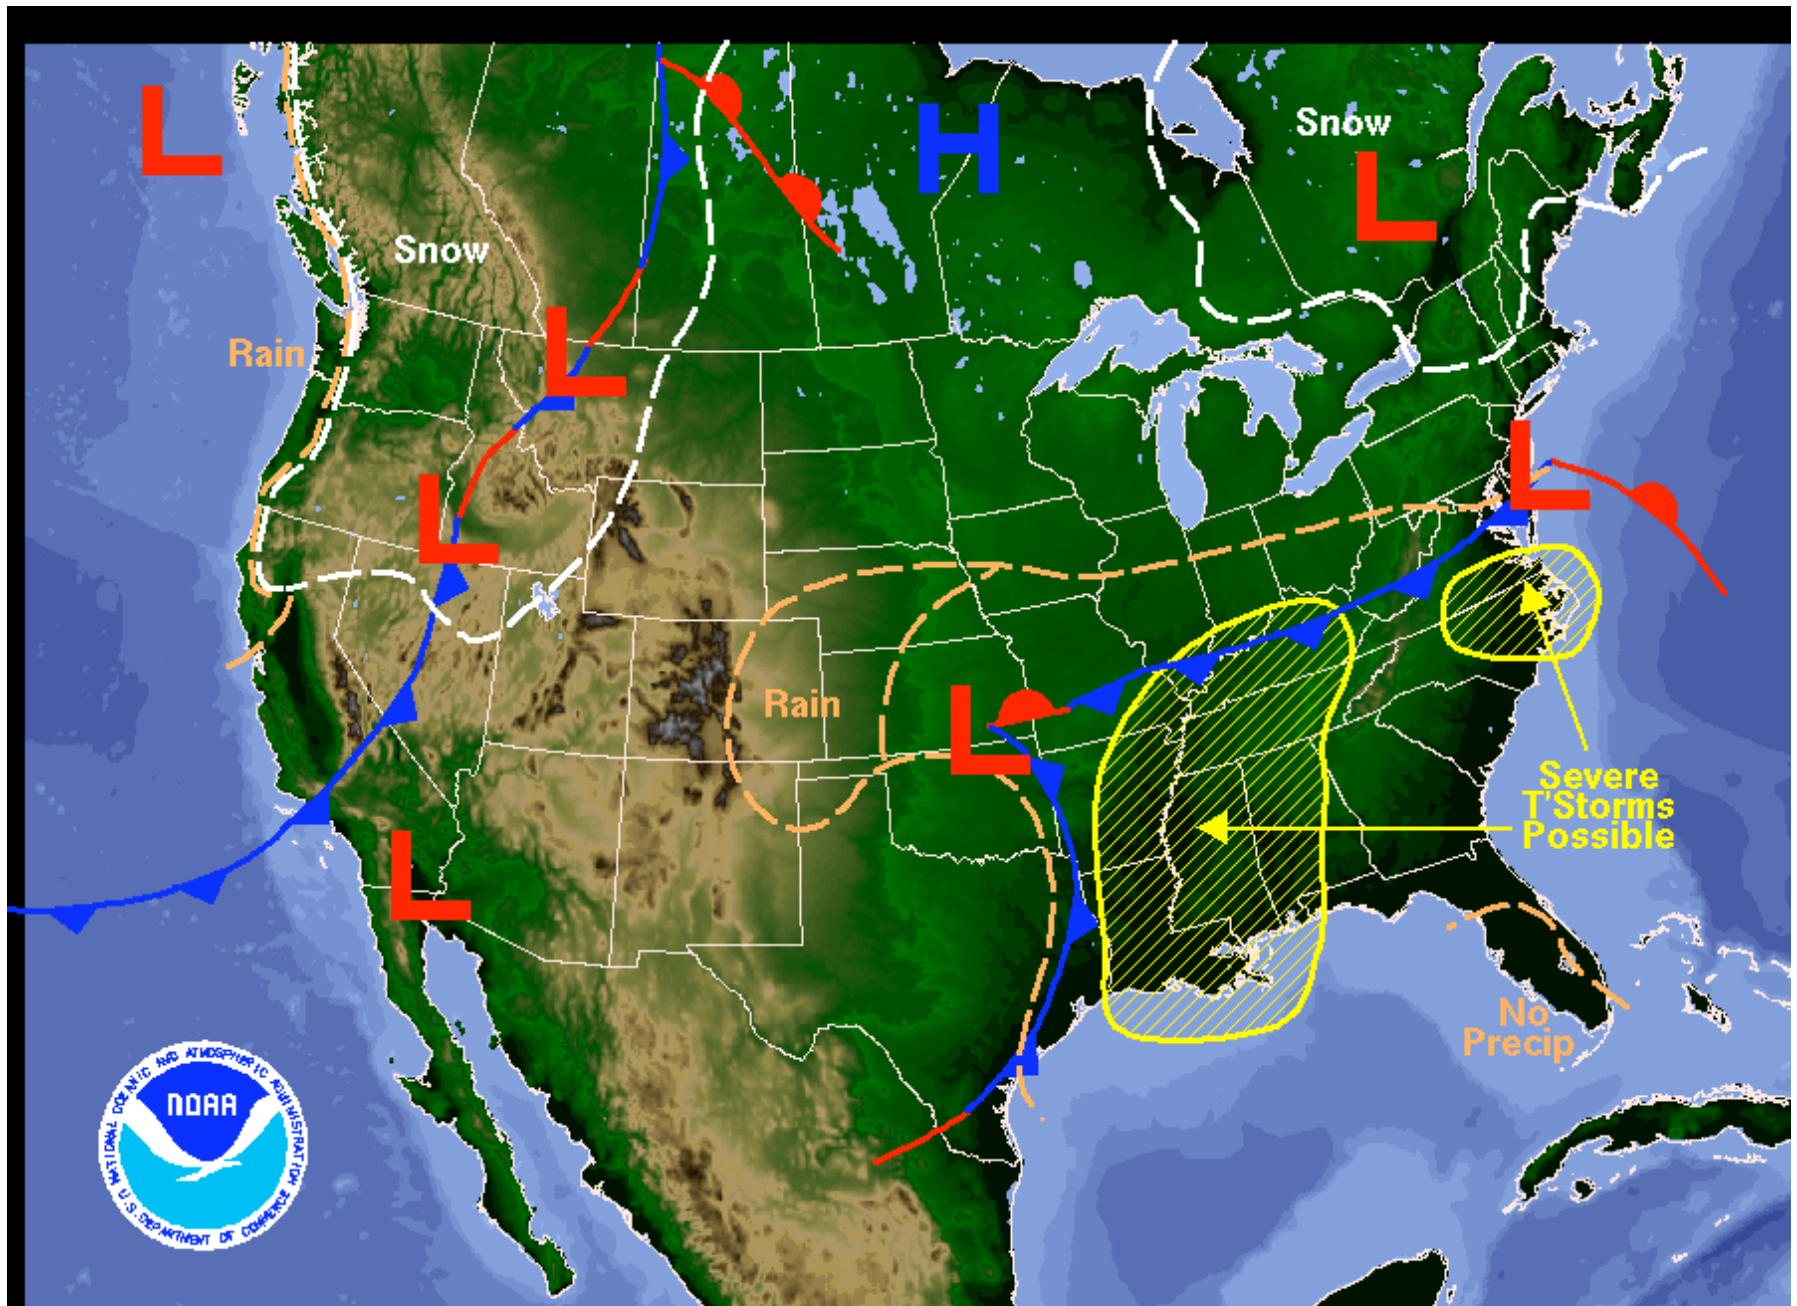 L
H
Snow
L
Snow
L
Rain
L
L
L
Rain
L
Severe
T'Storms
Possible
L
No
Precip
NOAA
NATIONAL OCEANIC AND ATMOSPHERIC ADMINISTRATION
U.S. DEPARTMENT OF COMMERCE